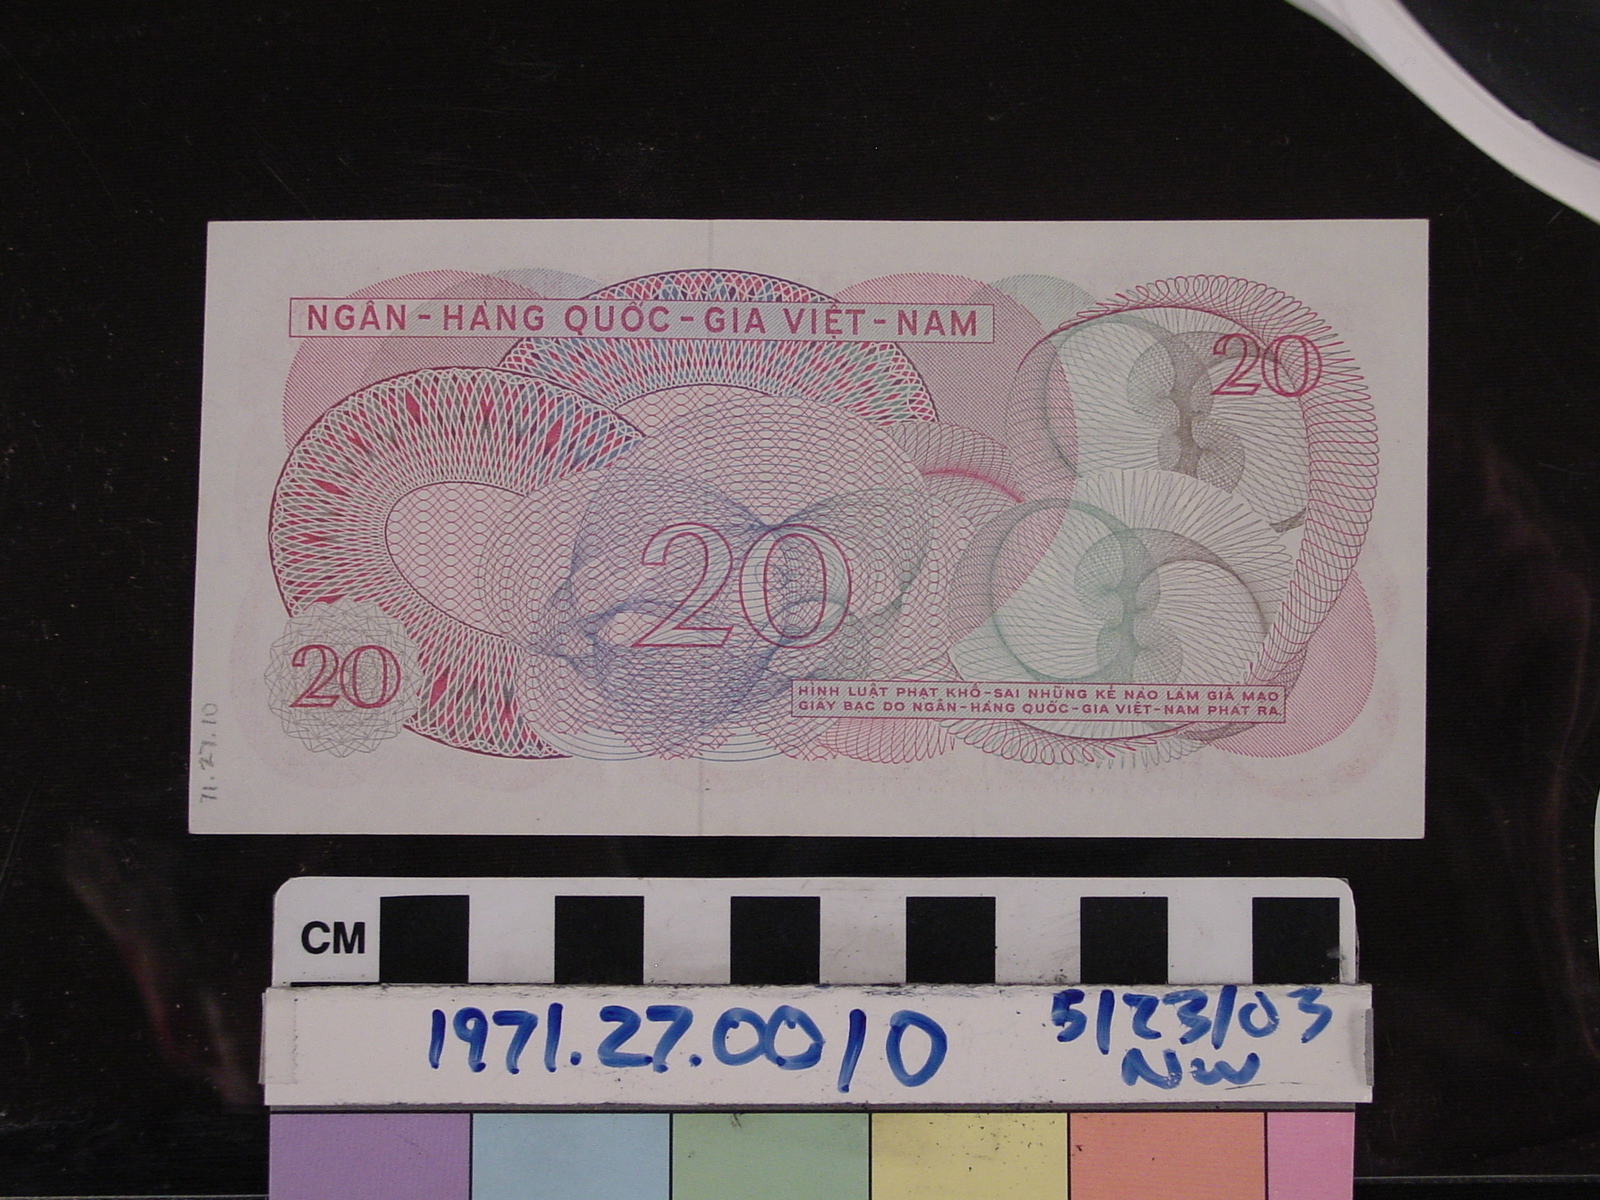 NGÂN-HÀNG QUỐC-GIA VIỆT-NAM
20
20
20
HÌNH LUẬT PHẠT KHỔ-SAI NHỮNG KẺ NÀO LÀM GIẢ MẠO
GIẤY BẠC DO NGÂN-HÀNG QUỐC-GIA VIỆT-NAM PHÁT RA.
71.27.10
CM
1971.27.0010 5/23/03
NW